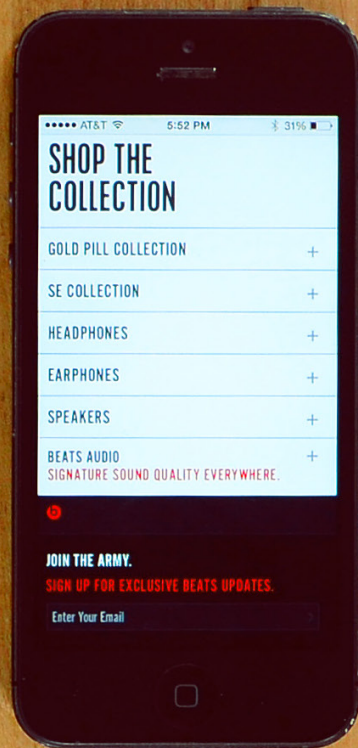 AT&T 5:52 PM 31%
SHOP THE
COLLECTION
GOLD PILL COLLECTION +
SE COLLECTION +
HEADPHONES +
EARPHONES +
SPEAKERS +
BEATS AUDIO +
SIGNATURE SOUND QUALITY EVERYWHERE.
b
JOIN THE ARMY.
SIGN UP FOR EXCLUSIVE BEATS UPDATES.
Enter Your Email